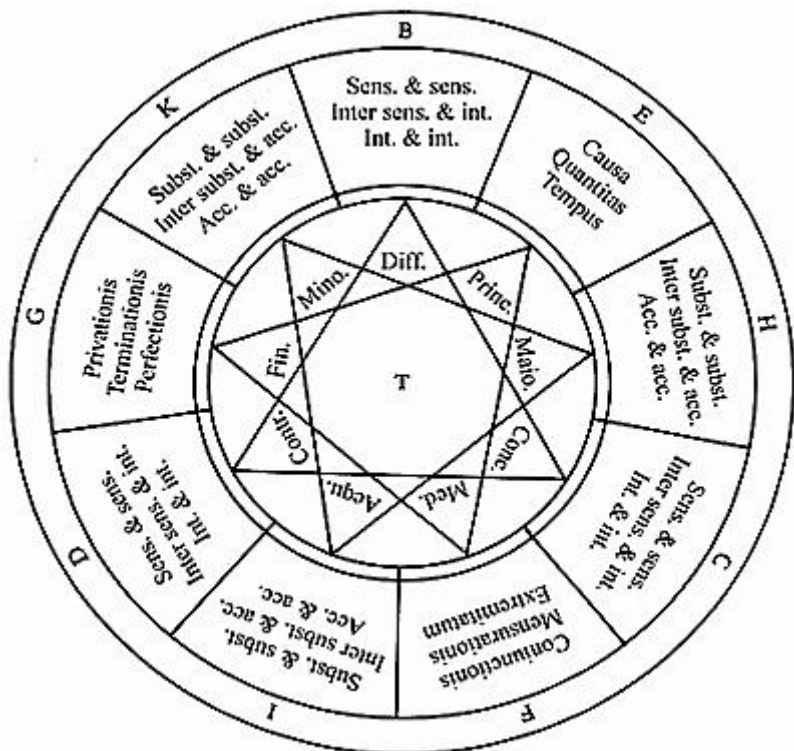 B
Sens. & sens.
Inter sens. & int.
Int. & int.
E
Causa
Quantitas
Tempus
H
Subst. & subst.
Inter subst. & acc.
Acc. & acc.
C
Sens. & sens.
Inter sens. & int.
Int. & int.
F
Coniunctionis
Mensurationis
Extremitatum
I
Subst. & subst.
Inter subst. & acc.
Acc. & acc.
D
Sens. & sens.
Inter sens. & int.
Int. & int.
G
Privationis
Terminationis
Perfectionis
K
Subst. & subst.
Inter subst. & acc.
Acc. & acc.
Diff.
Princ.
Maio.
Conc.
Med.
Aequ.
Contr.
Fin.
Mino.
T